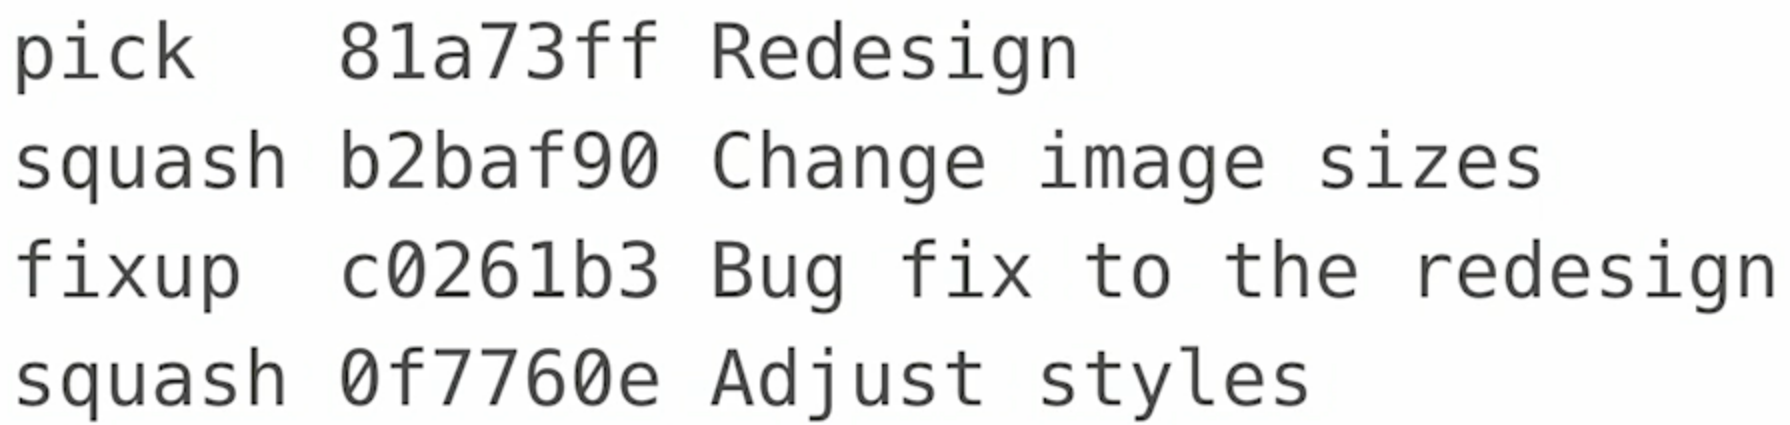 pick   81a73ff Redesign
squash b2baf90 Change image sizes
fixup  c0261b3 Bug fix to the redesign
squash 0f7760e Adjust styles